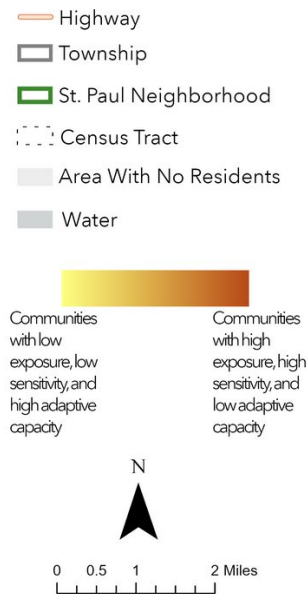 Highway
Township
St. Paul Neighborhood
Census Tract
Area With No Residents
Water
Communities
with low
exposure, low
sensitivity, and
high adaptive
capacity
Communities
with high
exposure, high
sensitivity, and
low adaptive
capacity
N
0 0.5 1 2 Miles